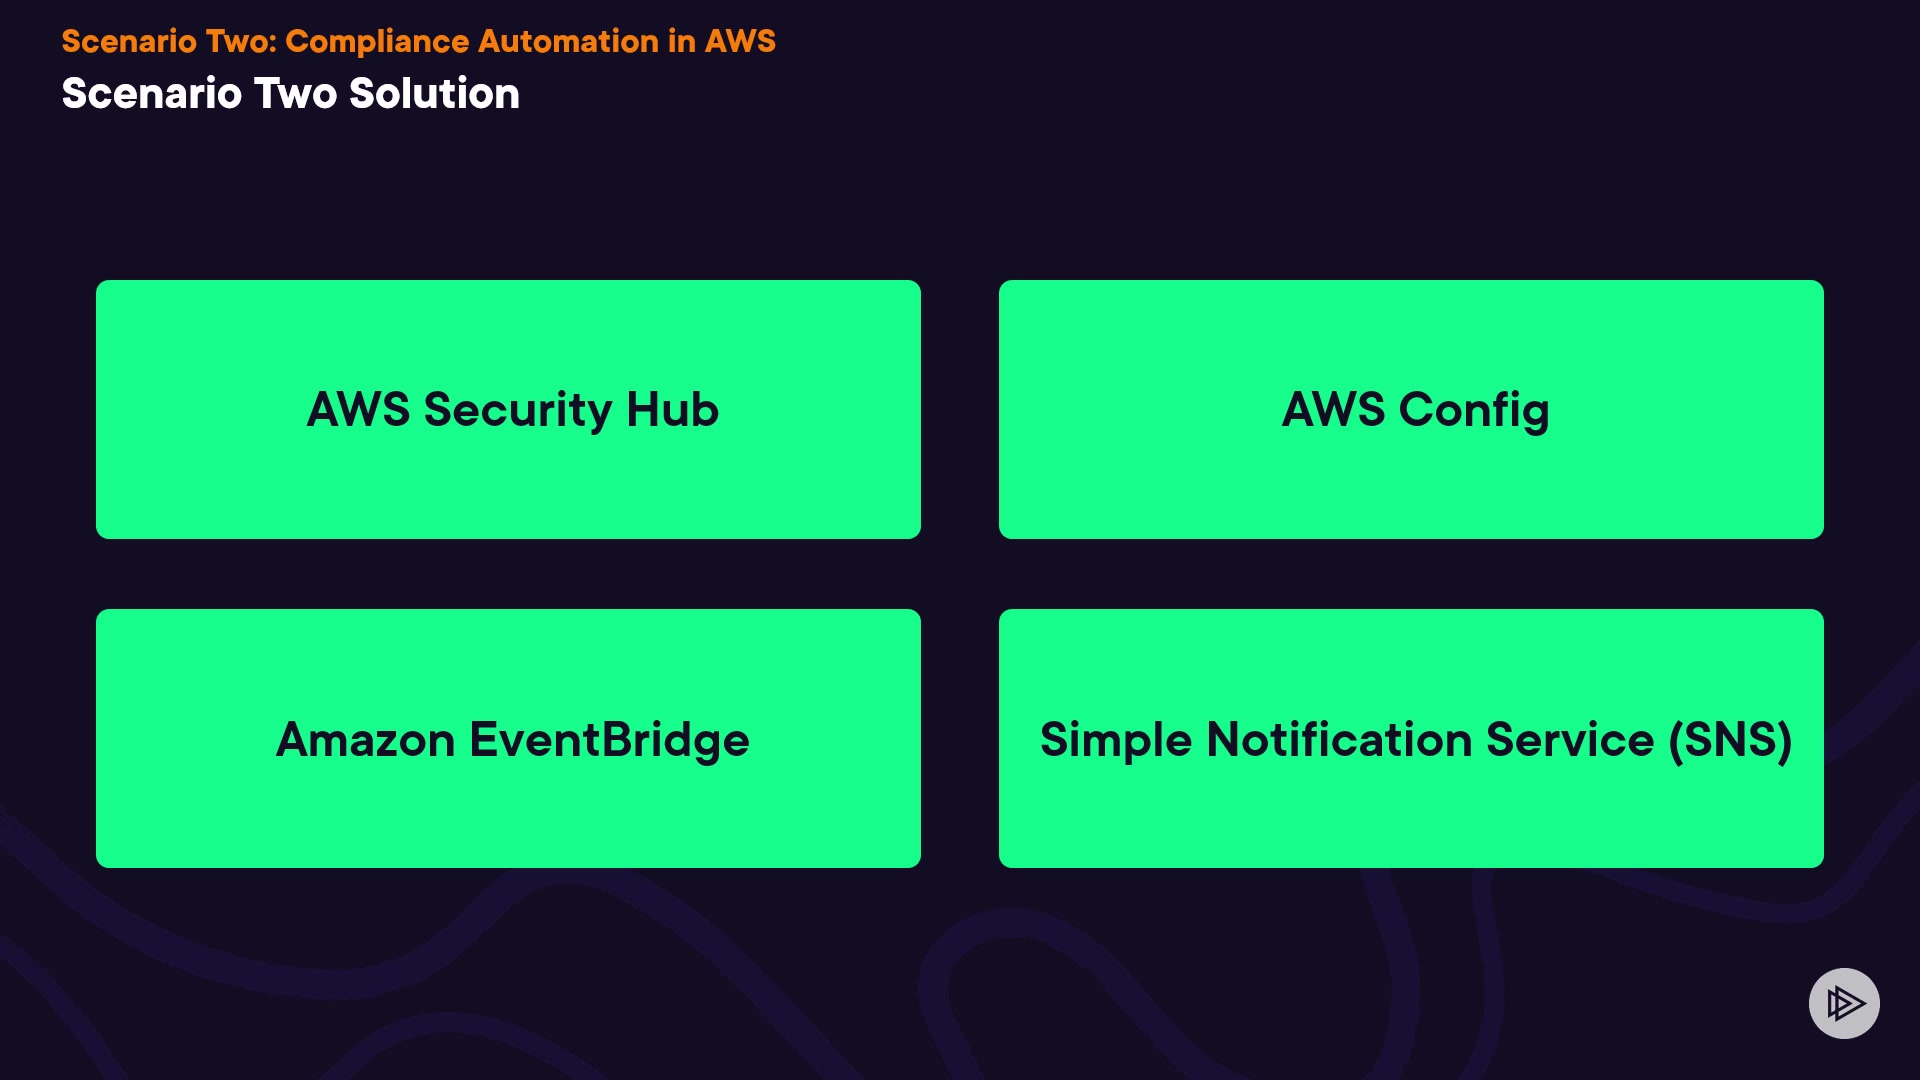 Scenario Two: Compliance Automation in AWS
Scenario Two Solution
AWS Security Hub
AWS Config
Amazon EventBridge
Simple Notification Service (SNS)